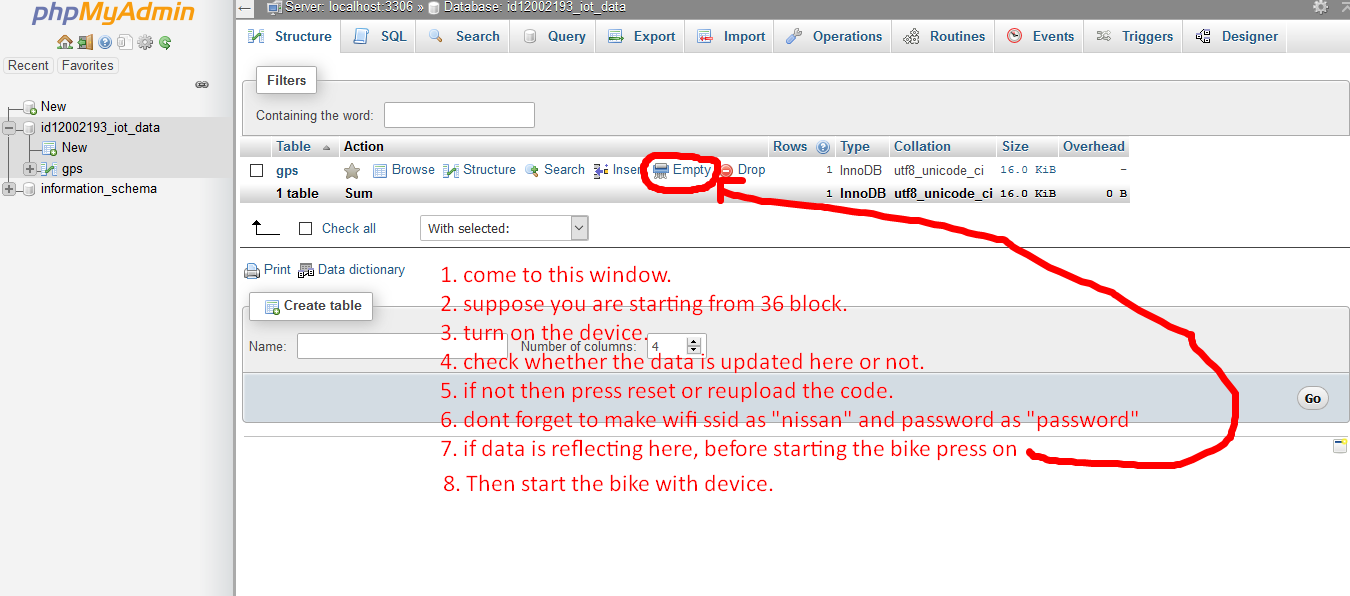 phpMyAdmin
Recent Favorites
New
id12002193_iot_data
New
gps
information_schema
Server: localhost:3306 » Database: id12002193_iot_data
Structure SQL Search Query Export Import Operations Routines Events Triggers Designer
Filters
Containing the word:
Table Action Rows Type Collation Size Overhead
gps Browse Structure Search Inser Empty Drop 1 InnoDB utf8_unicode_ci 16.0 KiB -
1 table Sum 1 InnoDB utf8_unicode_ci 16.0 KiB 0 B
Check all With selected:
Print Data dictionary
1. come to this window.
2. suppose you are starting from 36 block.
Create table
3. turn on the device.
Name: Number of columns: 4
4. check whether the data is updated here or not.
5. if not then press reset or reupload the code.
Go
6. dont forget to make wifi ssid as "nissan" and password as "password"
7. if data is reflecting here, before starting the bike press on
8. Then start the bike with device.